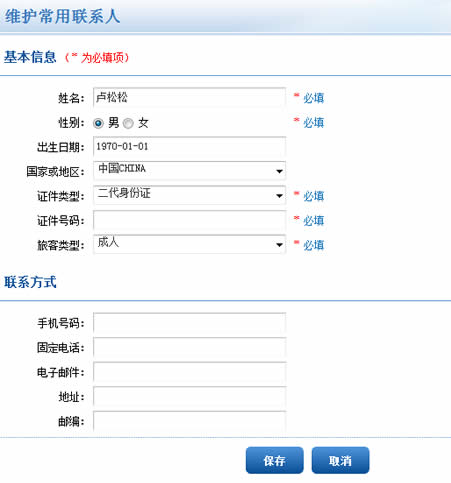 维护常用联系人
基本信息 (* 为必填项)
姓名: 卢松松 * 必填
性别: 男 女 * 必填
出生日期: 1970-01-01
国家或地区: 中国CHINA
证件类型: 二代身份证 * 必填
证件号码: * 必填
旅客类型: 成人 * 必填
联系方式
手机号码:
固定电话:
电子邮件:
地址:
邮编:
保存 取消